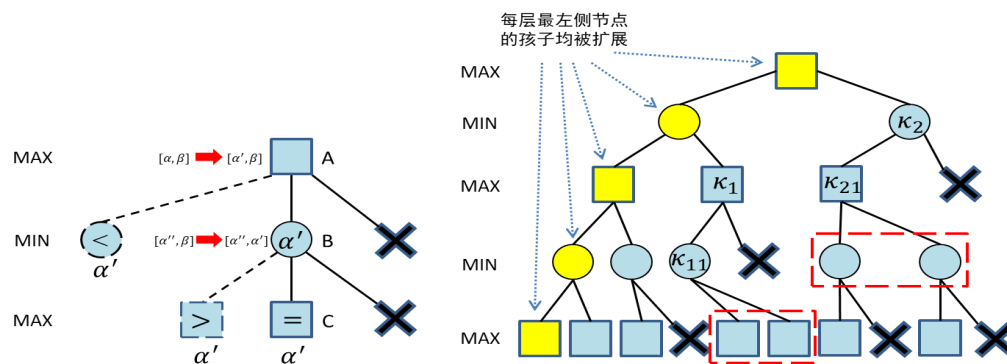 每层最左侧节点
的孩子均被扩展
MAX
MIN
κ₂
MAX
κ₁
κ₂₁
MIN
κ₁₁
MAX
MAX
[α,β]
[α′,β]
A
MIN
<
α′
[α′′,β]
[α′′,α′]
α′
B
MAX
>
α′
=
α′
C